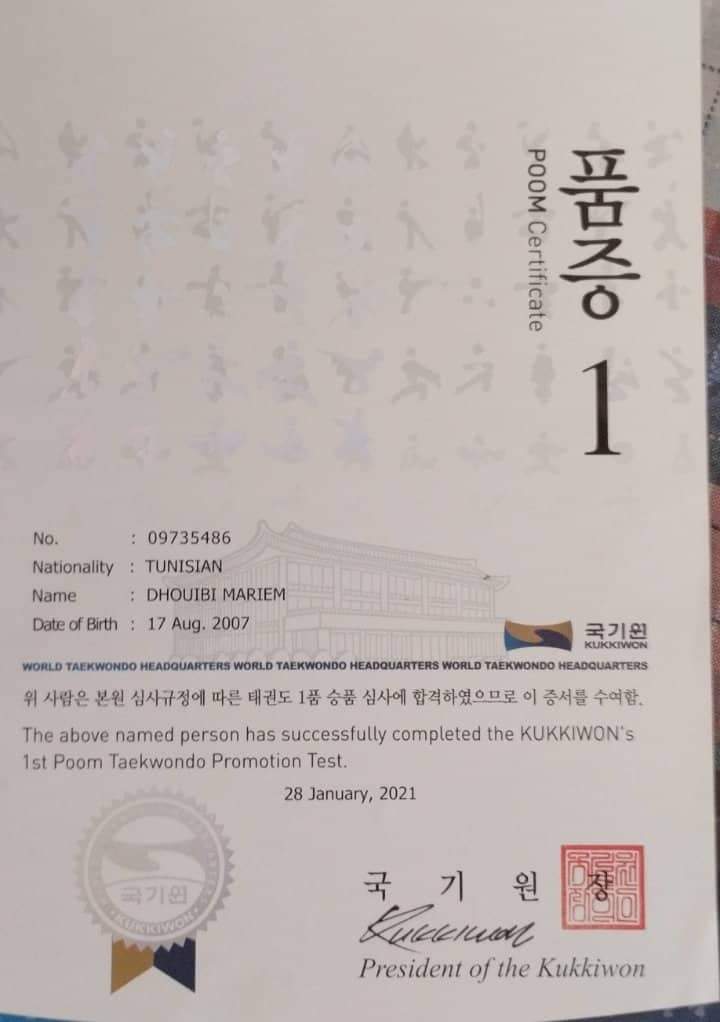 품증
POOM Certificate
1
No. : 09735486
Nationality : TUNISIAN
Name : DHOUIBI MARIEM
Date of Birth : 17 Aug. 2007
국기원
KUKKIWON
WORLD TAEKWONDO HEADQUARTERS WORLD TAEKWONDO HEADQUARTERS WORLD TAEKWONDO HEADQUARTERS
위 사람은 본원 심사규정에 따른 태권도 1품 승품 심사에 합격하였으므로 이 증서를 수여함.
The above named person has successfully completed the KUKKIWON's
1st Poom Taekwondo Promotion Test.
28 January, 2021
국기원
·KUKKIWON·
국 기 원 장
Kukkiwon
President of the Kukkiwon